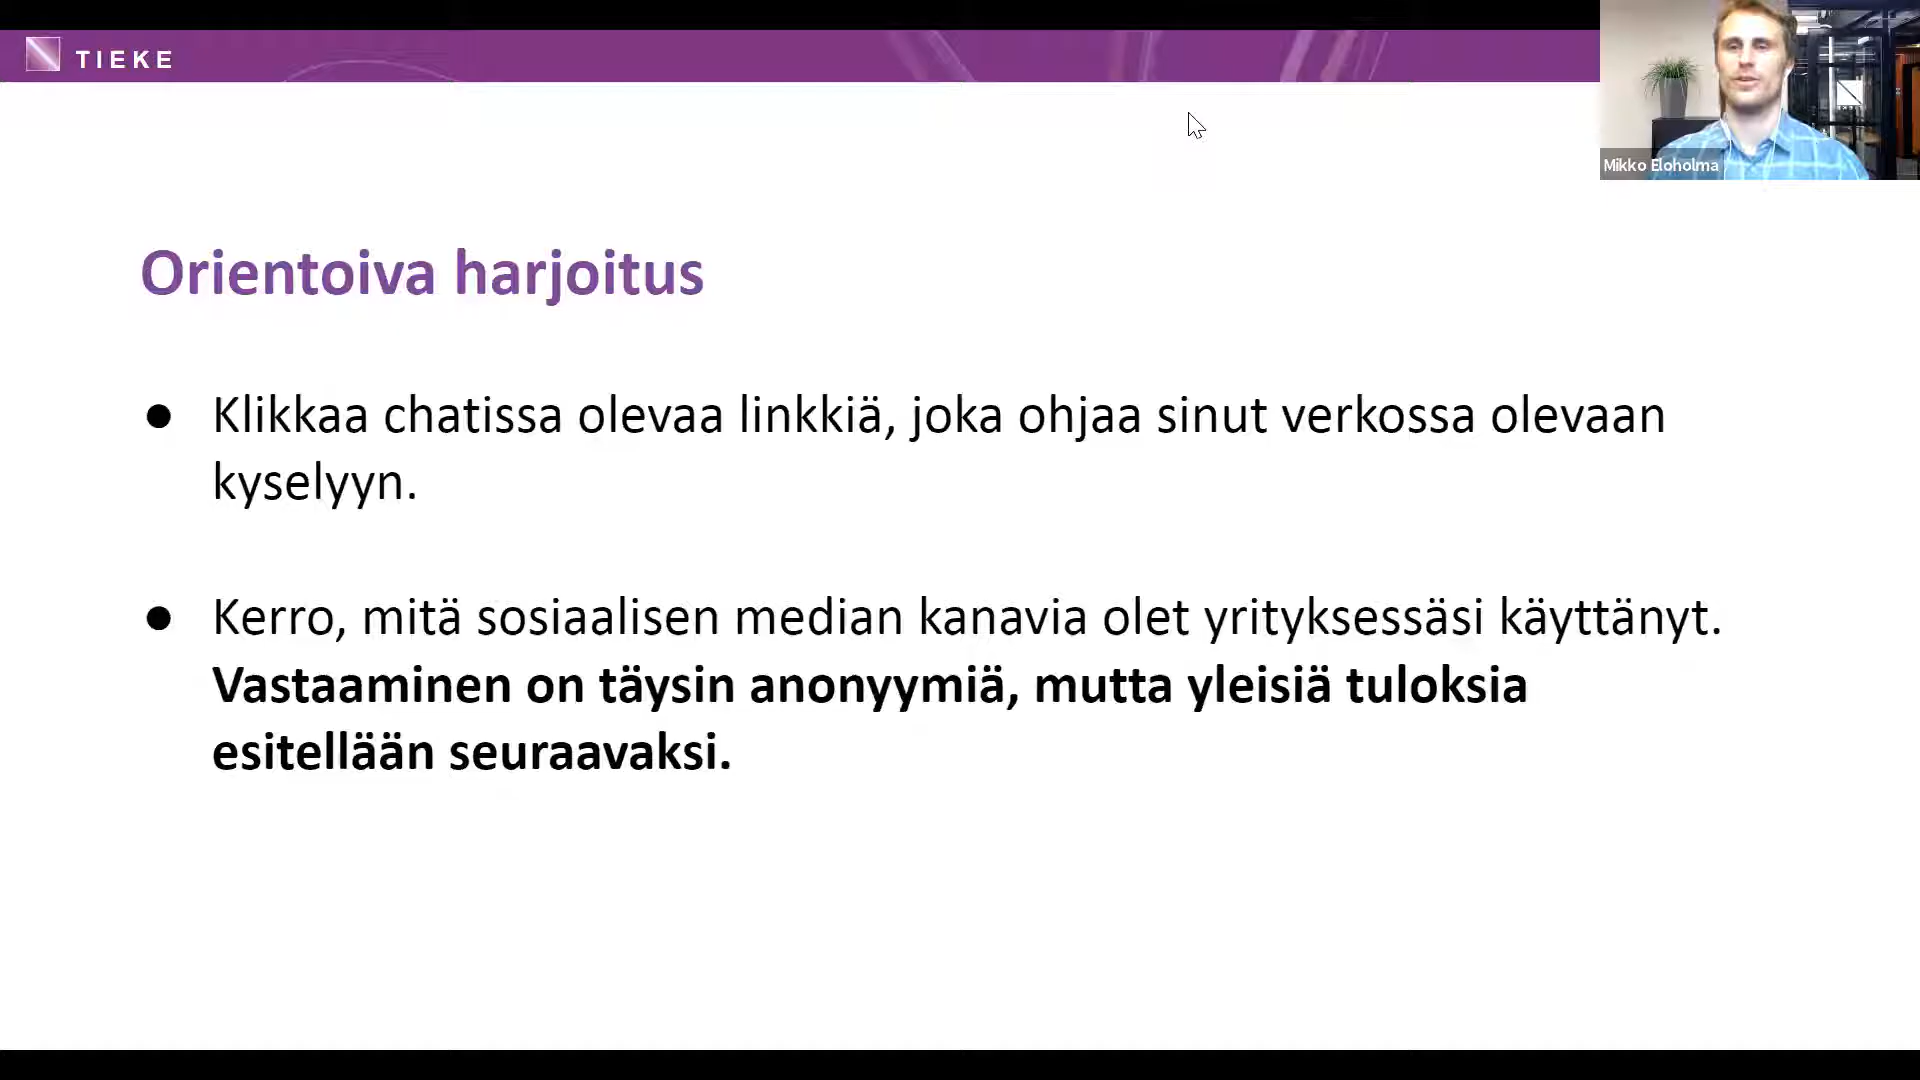 TIEKE
Mikko Eloholma
Orientoiva harjoitus
● Klikkaa chatissa olevaa linkkiä, joka ohjaa sinut verkossa olevaan
kyselyyn.
● Kerro, mitä sosiaalisen median kanavia olet yrityksessäsi käyttänyt.
Vastaaminen on täysin anonyymiä, mutta yleisiä tuloksia
esitellään seuraavaksi.